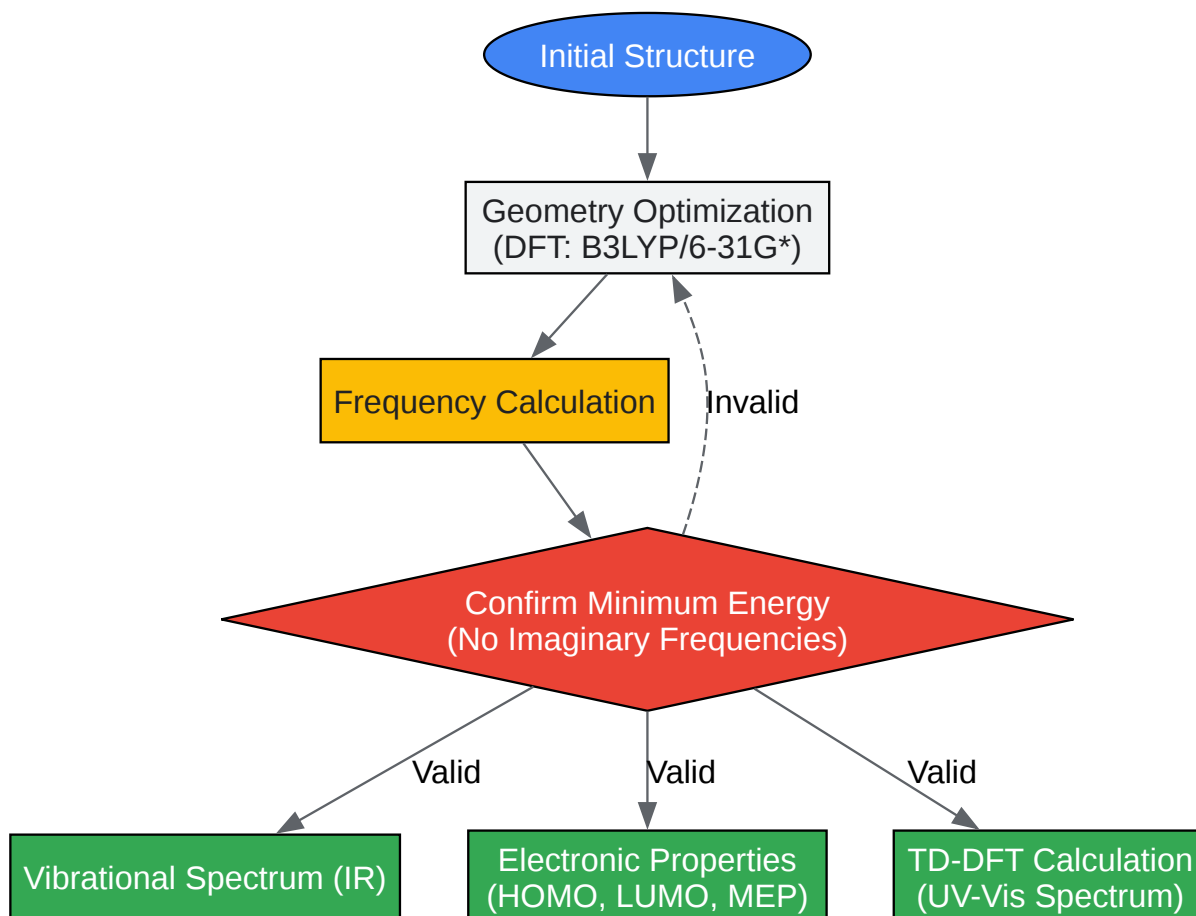 Initial Structure
Geometry Optimization
(DFT: B3LYP/6-31G*)
Frequency Calculation
Invalid
Confirm Minimum Energy
(No Imaginary Frequencies)
Valid
Valid
Valid
Vibrational Spectrum (IR)
Electronic Properties
(HOMO, LUMO, MEP)
TD-DFT Calculation
(UV-Vis Spectrum)